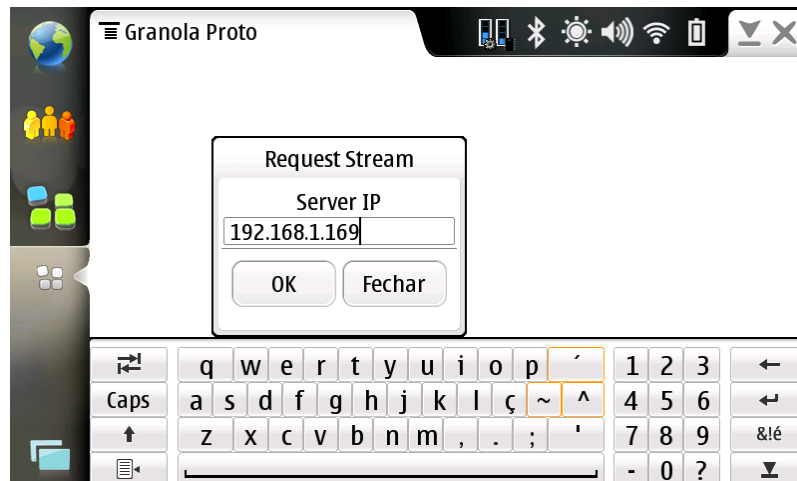 Granola Proto
Request Stream
Server IP
192.168.1.169
OK Fechar
q w e r t y u i o p ´ 1 2 3
Caps a s d f g h j k l ç ~ ^ 4 5 6
z x c v b n m , . ; ' 7 8 9 &!é
- 0 ?